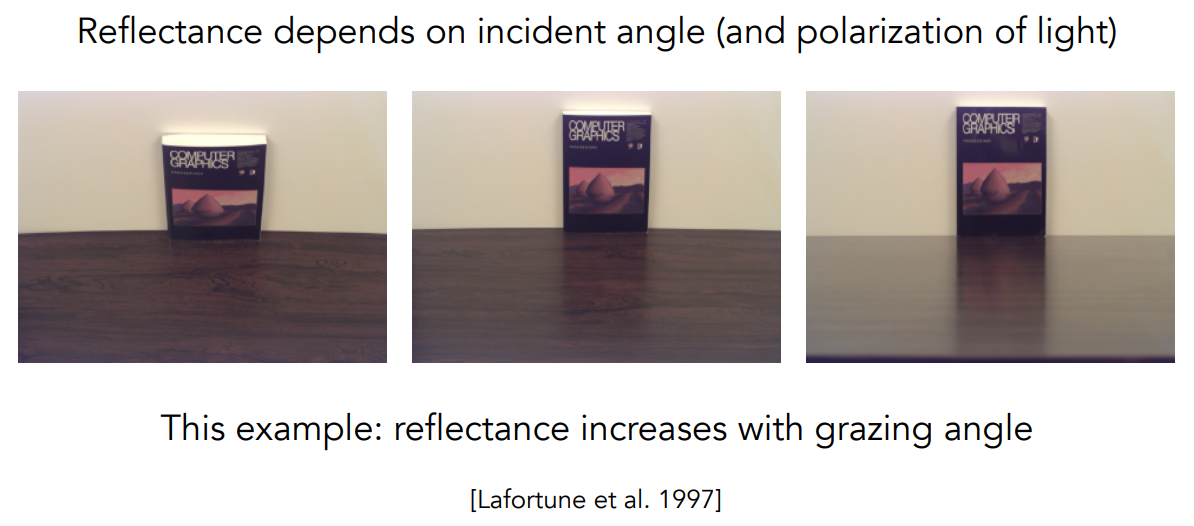 Reflectance depends on incident angle (and polarization of light)
COMPUTER
GRAPHICS
COMPUTER
GRAPHICS
COMPUTER
GRAPHICS
This example: reflectance increases with grazing angle
[Lafortune et al. 1997]